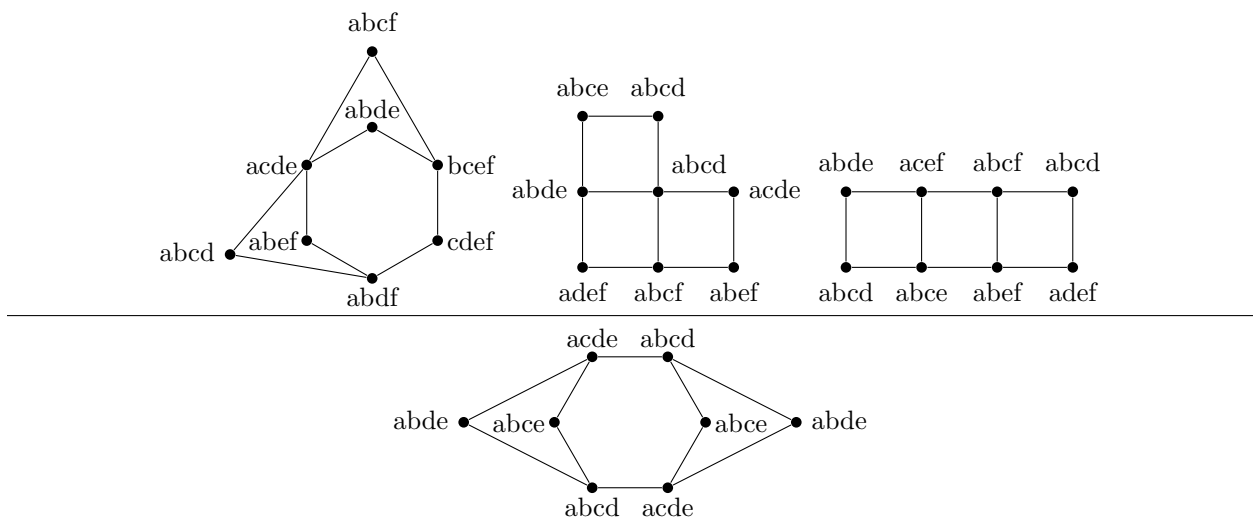 abcf
abde
acde bcef
abef cdef
abcd
abdf
abce abcd
abcd
abde acde
adef abcf abef
abde acef abcf abcd
abcd abce abef adef
acde abcd
abde abce abce abde
abcd acde